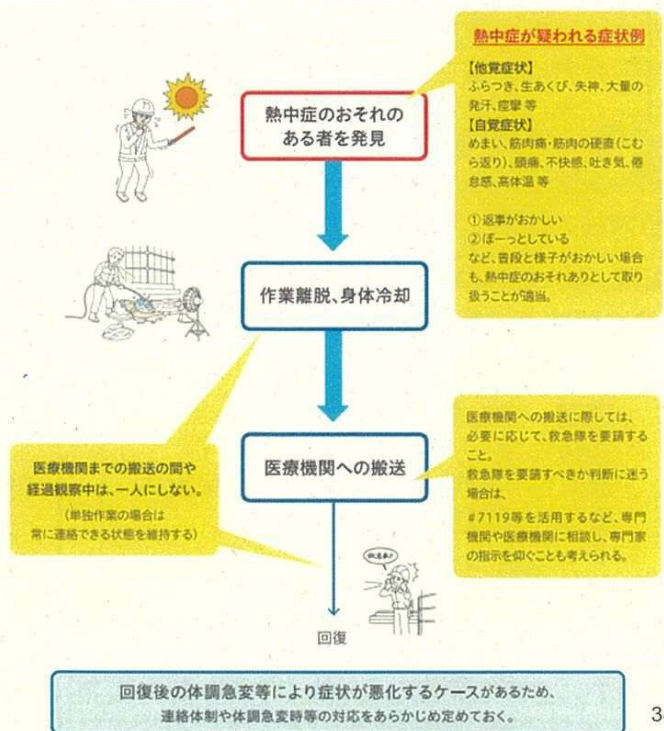 熱中症が疑われる症状例
【他覚症状】
ふらつき、生あくび、失神、大量の
発汗、痙攣 等
【自覚症状】
めまい、筋肉痛・筋肉の硬直(こむ
ら返り)、頭痛、不快感、吐き気、倦
怠感、高体温 等
①返事がおかしい
②ぼーっとしている
など、普段と様子がおかしい場合
も、熱中症のおそれありとして取り
扱うことが適当。
熱中症のおそれの
ある者を発見
作業離脱、身体冷却
医療機関への搬送
医療機関までの搬送の間や
経過観察中は、一人にしない。
(単独作業の場合は
常に連絡できる状態を維持する)
医療機関への搬送に際しては、
必要に応じて、救急隊を要請する
こと。
救急隊を要請すべきか判断に迷う
場合は、
#7119等を活用するなど、専門
機関や医療機関に相談し、専門家
の指示を仰ぐことも考えられる。
回復
回復後の体調急変等により症状が悪化するケースがあるため、
連絡体制や体調急変時等の対応をあらかじめ定めておく。
3